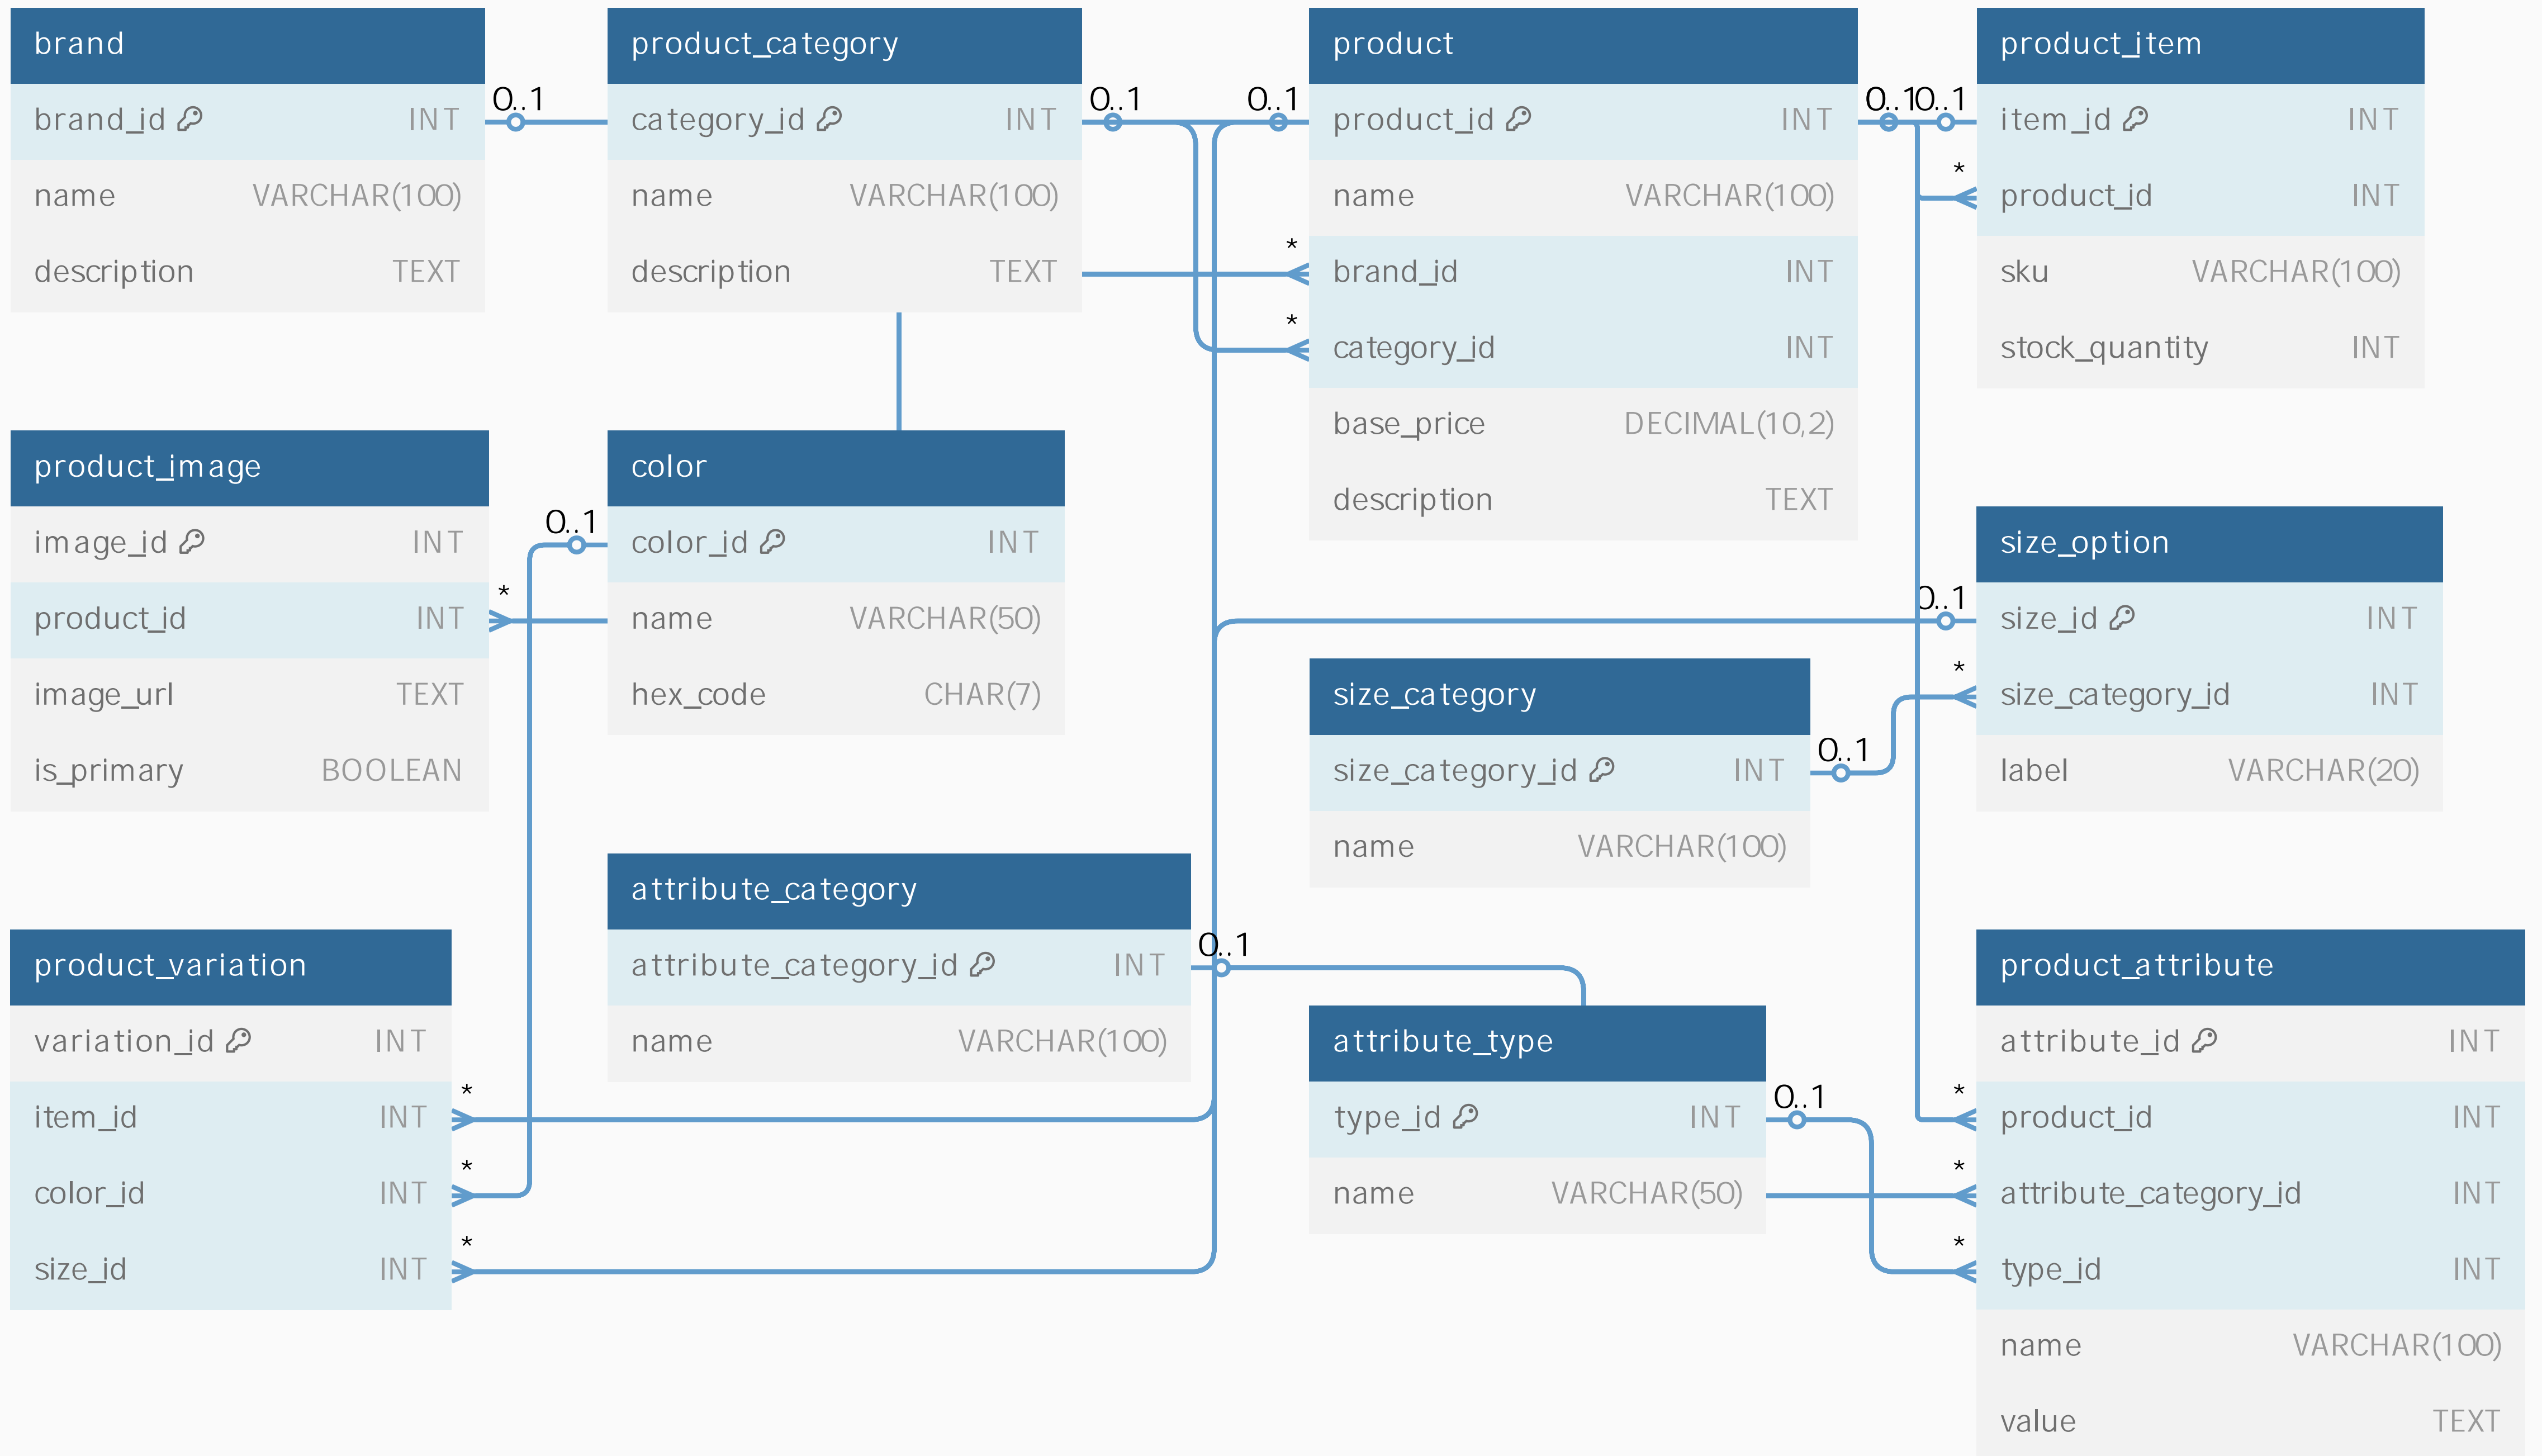 brand
brand_id INT
name VARCHAR(100)
description TEXT
0..1
product_category
category_id INT
name VARCHAR(100)
description TEXT
0..1
0..1
product
product_id INT
name VARCHAR(100)
* brand_id INT
* category_id INT
base_price DECIMAL(10,2)
description TEXT
0..1
0..1
product_item
item_id INT
* product_id INT
sku VARCHAR(100)
stock_quantity INT
product_image
image_id INT
product_id INT *
image_url TEXT
is_primary BOOLEAN
0..1
color
color_id INT
name VARCHAR(50)
hex_code CHAR(7)
size_category
size_category_id INT
name VARCHAR(100)
0..1
0..1
size_option
size_id INT
* size_category_id INT
label VARCHAR(20)
product_variation
variation_id INT
item_id INT *
color_id INT *
size_id INT *
attribute_category
attribute_category_id INT
name VARCHAR(100)
0..1
attribute_type
type_id INT
name VARCHAR(50)
0..1
product_attribute
attribute_id INT
* product_id INT
* attribute_category_id INT
* type_id INT
name VARCHAR(100)
value TEXT